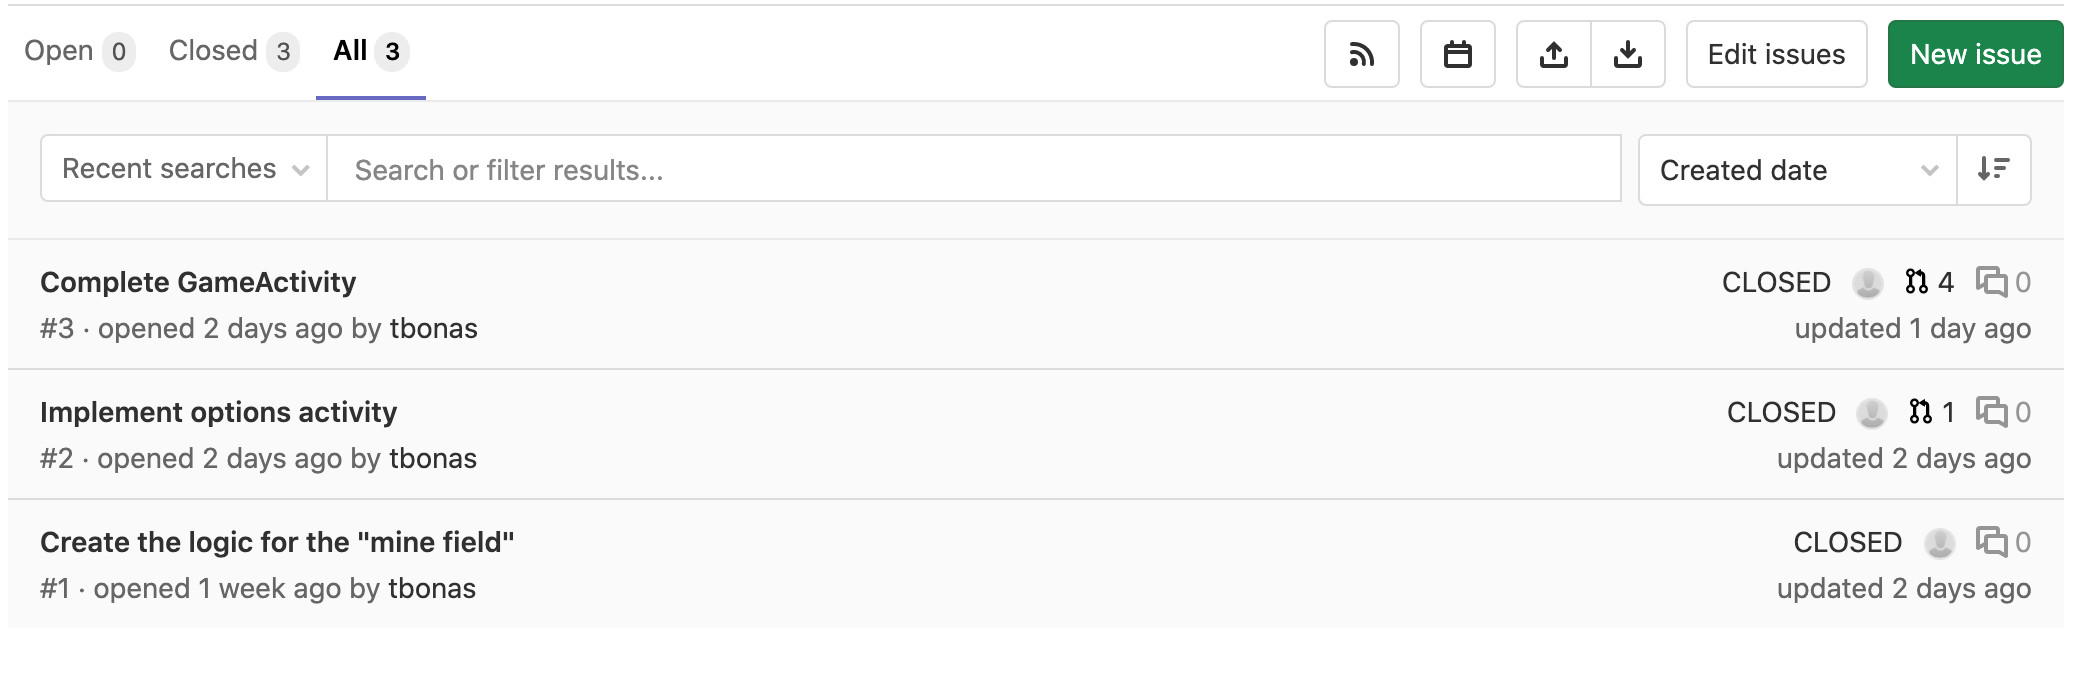 Open 0 Closed 3 All 3 Edit issues New issue
Recent searches Search or filter results... Created date
Complete GameActivity CLOSED 4 0
#3 · opened 2 days ago by tbonas updated 1 day ago
Implement options activity CLOSED 1 0
#2 · opened 2 days ago by tbonas updated 2 days ago
Create the logic for the "mine field" CLOSED 0
#1 · opened 1 week ago by tbonas updated 2 days ago